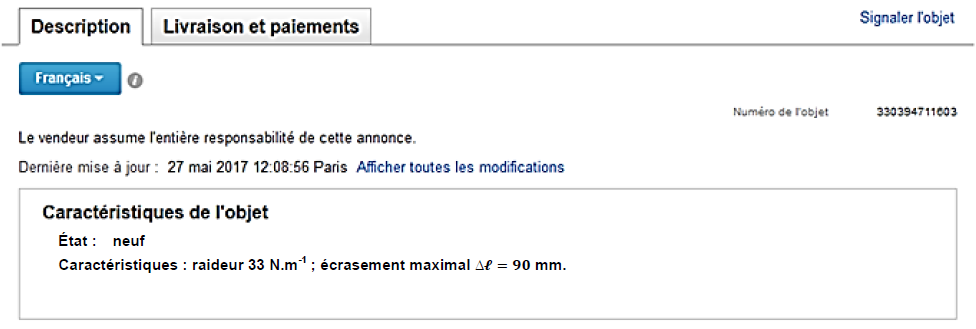 Description
Livraison et paiements
Signaler l'objet
Français
Numéro de l'objet 330394711603
Le vendeur assume l'entière responsabilité de cette annonce.
Dernière mise à jour : 27 mai 2017 12:08:56 Paris Afficher toutes les modifications
Caractéristiques de l'objet
État : neuf
Caractéristiques : raideur 33 N.m⁻¹ ; écrasement maximal Δℓ = 90 mm.